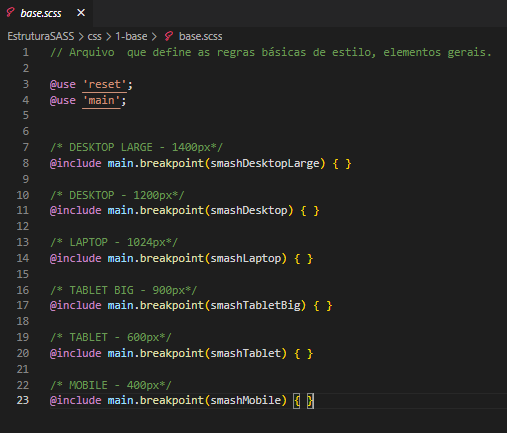 base.scss
EstruturaSASS > css > 1-base > base.scss
1 // Arquivo  que define as regras básicas de estilo, elementos gerais.
2
3 @use 'reset';
4 @use 'main';
5
6
7 /* DESKTOP LARGE - 1400px*/
8 @include main.breakpoint(smashDesktopLarge) { }
9
10 /* DESKTOP - 1200px*/
11 @include main.breakpoint(smashDesktop) { }
12
13 /* LAPTOP - 1024px*/
14 @include main.breakpoint(smashLaptop) { }
15
16 /* TABLET BIG - 900px*/
17 @include main.breakpoint(smashTabletBig) { }
18
19 /* TABLET - 600px*/
20 @include main.breakpoint(smashTablet) { }
21
22 /* MOBILE - 400px*/
23 @include main.breakpoint(smashMobile) { }